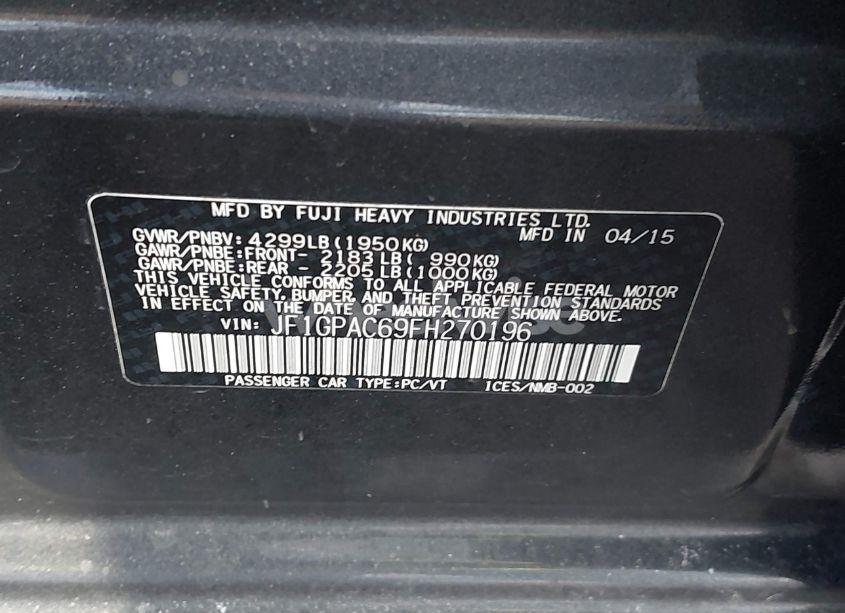 MFD BY FUJI HEAVY INDUSTRIES LTD.
GVWR/PNBV: 4299LB(1950KG) MFD IN 04/15
GAWR/PNBE:FRONT- 2183LB( 990KG)
GAWR/PNBE:REAR - 2205LB(1000KG)
THIS VEHICLE CONFORMS TO ALL APPLICABLE FEDERAL MOTOR
VEHICLE SAFETY, BUMPER, AND THEFT PREVENTION STANDARDS
IN EFFECT ON THE DATE OF MANUFACTURE SHOWN ABOVE.
VIN: JF1GPAC69FH270196
PASSENGER CAR TYPE:PC/VT ICES/NMB-002